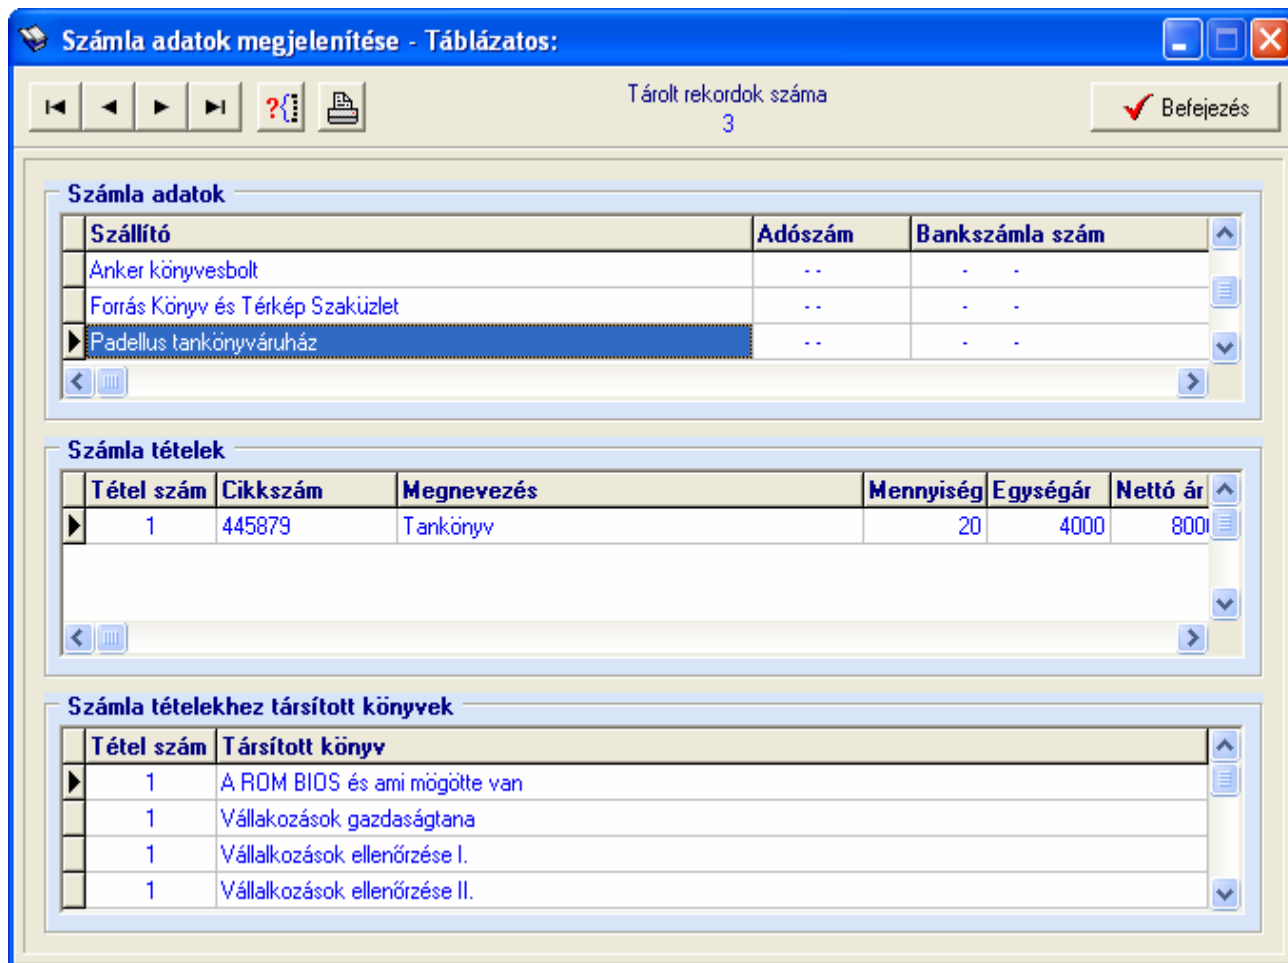 Számla adatok megjelenítése - Táblázatos:
Tárolt rekordok száma
3
Befejezés
Számla adatok
Szállító Adószám Bankszámla szám
Anker könyvesbolt - - - -
Forrás Könyv és Térkép Szaküzlet - - - -
Padellus tankönyváruház - - - -
Számla tételek
Tétel szám Cikkszám Megnevezés Mennyiség Egységár Nettó ár
1 445879 Tankönyv 20 4000
Számla tételekhez társított könyvek
Tétel szám Társított könyv
1 A ROM BIOS és ami mögötte van
1 Vállakozások gazdaságtana
1 Vállalkozások ellenőrzése I.
1 Vállalkozások ellenőrzése II.